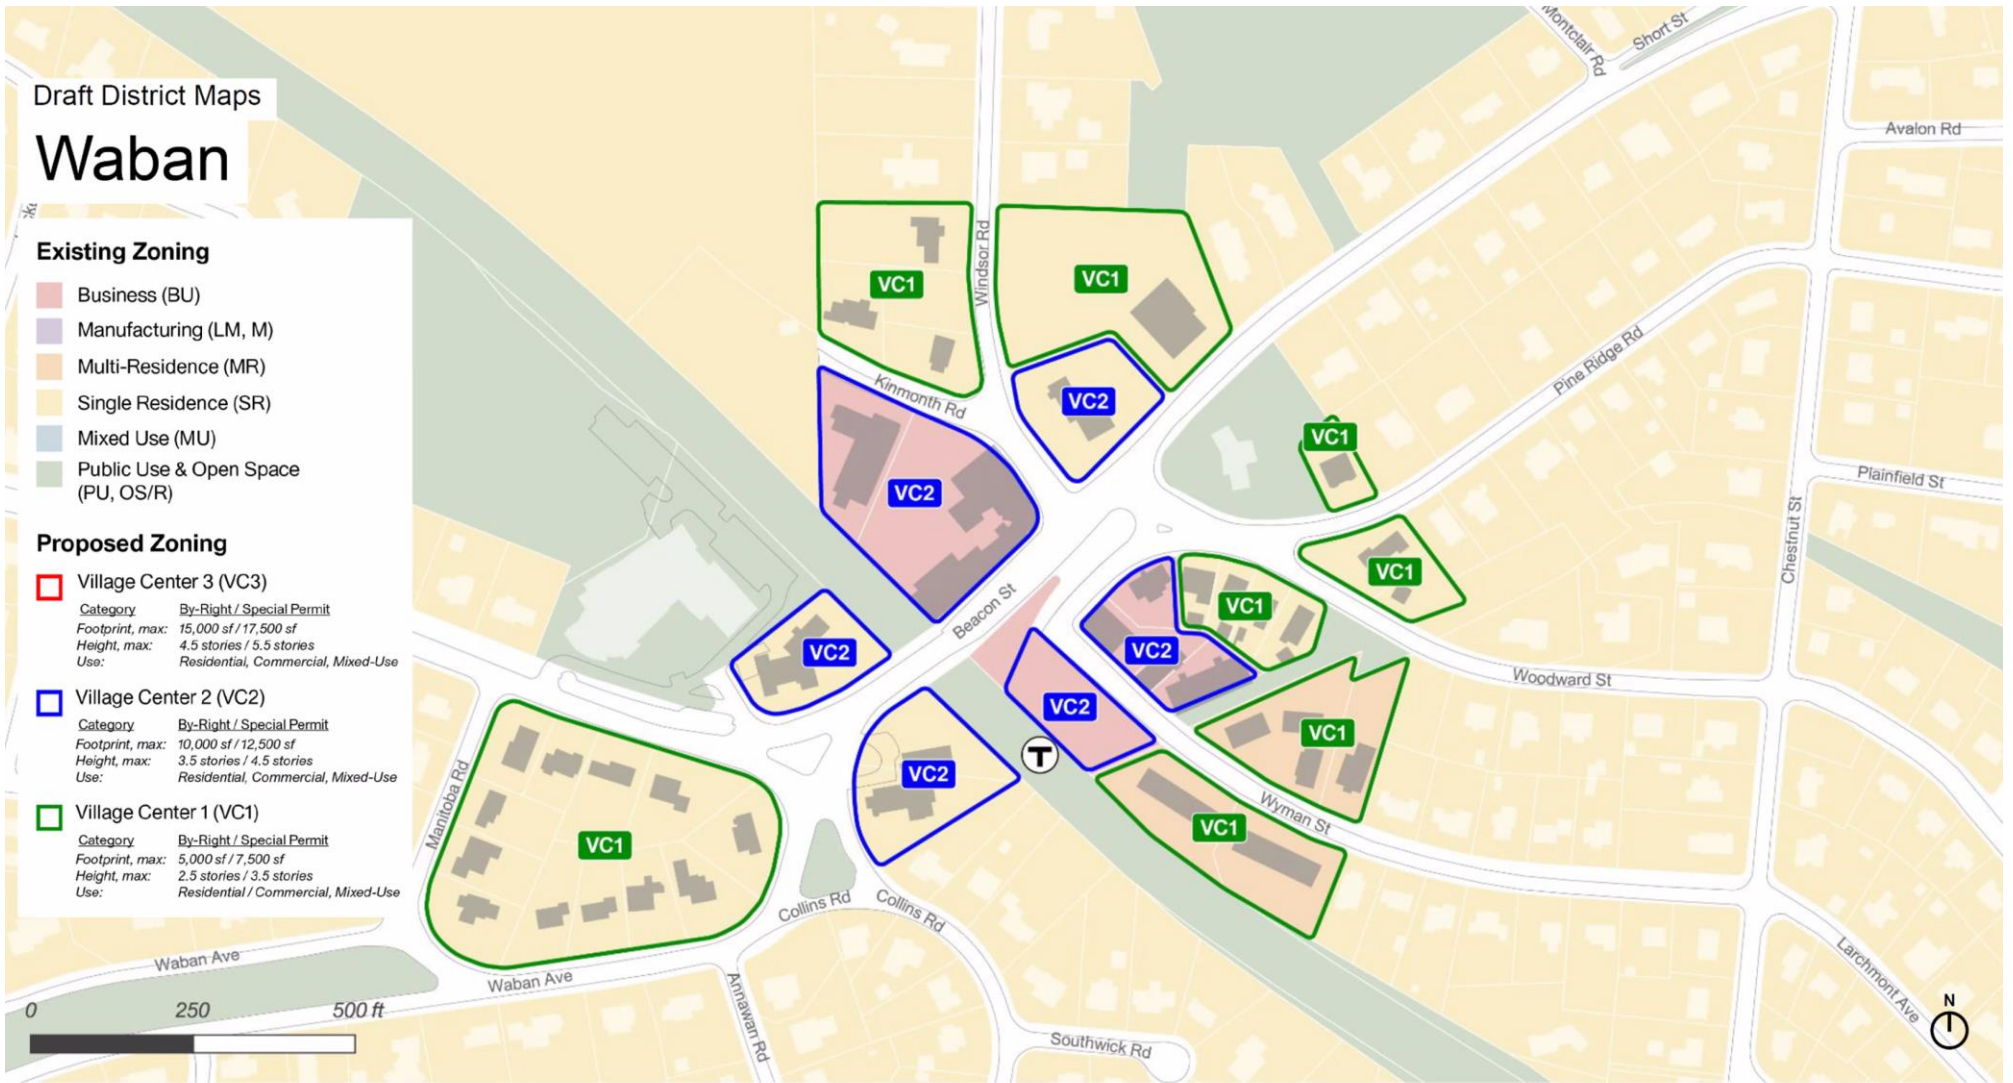 Draft District Maps
Waban
Existing Zoning
Business (BU)
Manufacturing (LM, M)
Multi-Residence (MR)
Single Residence (SR)
Mixed Use (MU)
Public Use & Open Space
(PU, OS/R)
Proposed Zoning
Village Center 3 (VC3)
Category By-Right / Special Permit
Footprint, max: 15,000 sf / 17,500 sf
Height, max: 4.5 stories / 5.5 stories
Use: Residential, Commercial, Mixed-Use
Village Center 2 (VC2)
Category By-Right / Special Permit
Footprint, max: 10,000 sf / 12,500 sf
Height, max: 3.5 stories / 4.5 stories
Use: Residential, Commercial, Mixed-Use
Village Center 1 (VC1)
Category By-Right / Special Permit
Footprint, max: 5,000 sf / 7,500 sf
Height, max: 2.5 stories / 3.5 stories
Use: Residential / Commercial, Mixed-Use
0 250 500 ft
Montclair Rd
Short St
Avalon Rd
Windsor Rd
VC1
VC1
Kinmonth Rd
VC2
VC2
Pine Ridge Rd
VC1
Plainfield St
Chestnut St
VC1
Beacon St
VC1
VC2
VC2
VC2
Woodward St
VC1
T
VC2
Manitoba Rd
VC1
VC1
Wyman St
Collins Rd
Collins Rd
Waban Ave
Waban Ave
Annawan Rd
Southwick Rd
Larchmont Ave
N